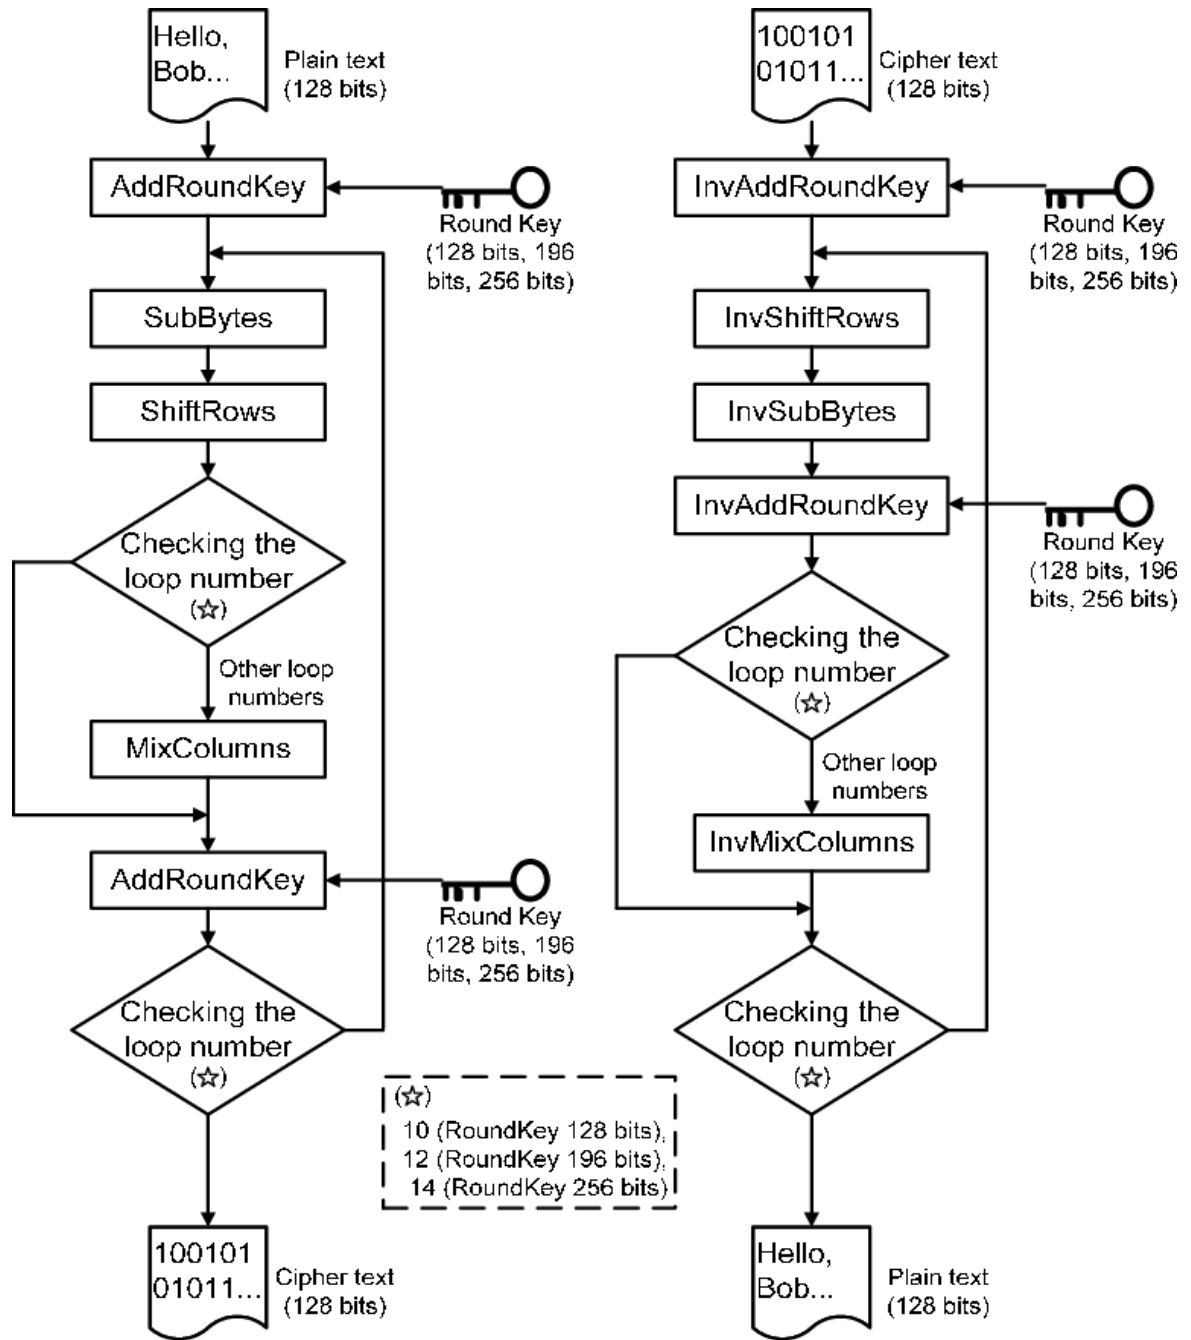 Hello,
Bob...
Plain text
(128 bits)
AddRoundKey
Round Key
(128 bits, 196
bits, 256 bits)
SubBytes
ShiftRows
Checking the
loop number
(☆)
Other loop
numbers
MixColumns
AddRoundKey
Round Key
(128 bits, 196
bits, 256 bits)
Checking the
loop number
(☆)
100101
01011...
Cipher text
(128 bits)
(☆)
10 (RoundKey 128 bits),
12 (RoundKey 196 bits),
14 (RoundKey 256 bits)
100101
01011...
Cipher text
(128 bits)
InvAddRoundKey
Round Key
(128 bits, 196
bits, 256 bits)
InvShiftRows
InvSubBytes
InvAddRoundKey
Round Key
(128 bits, 196
bits, 256 bits)
Checking the
loop number
(☆)
Other loop
numbers
InvMixColumns
Checking the
loop number
(☆)
Hello,
Bob...
Plain text
(128 bits)